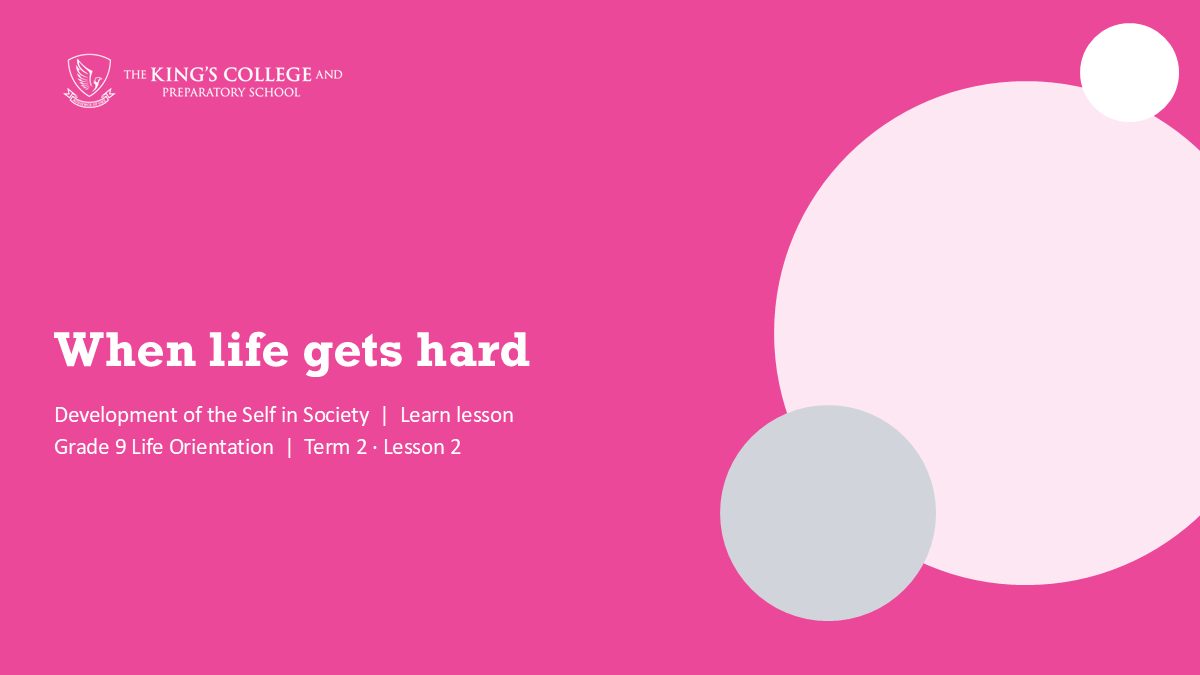 THE KING'S COLLEGE AND
PREPARATORY SCHOOL
When life gets hard
Development of the Self in Society | Learn lesson
Grade 9 Life Orientation | Term 2 · Lesson 2